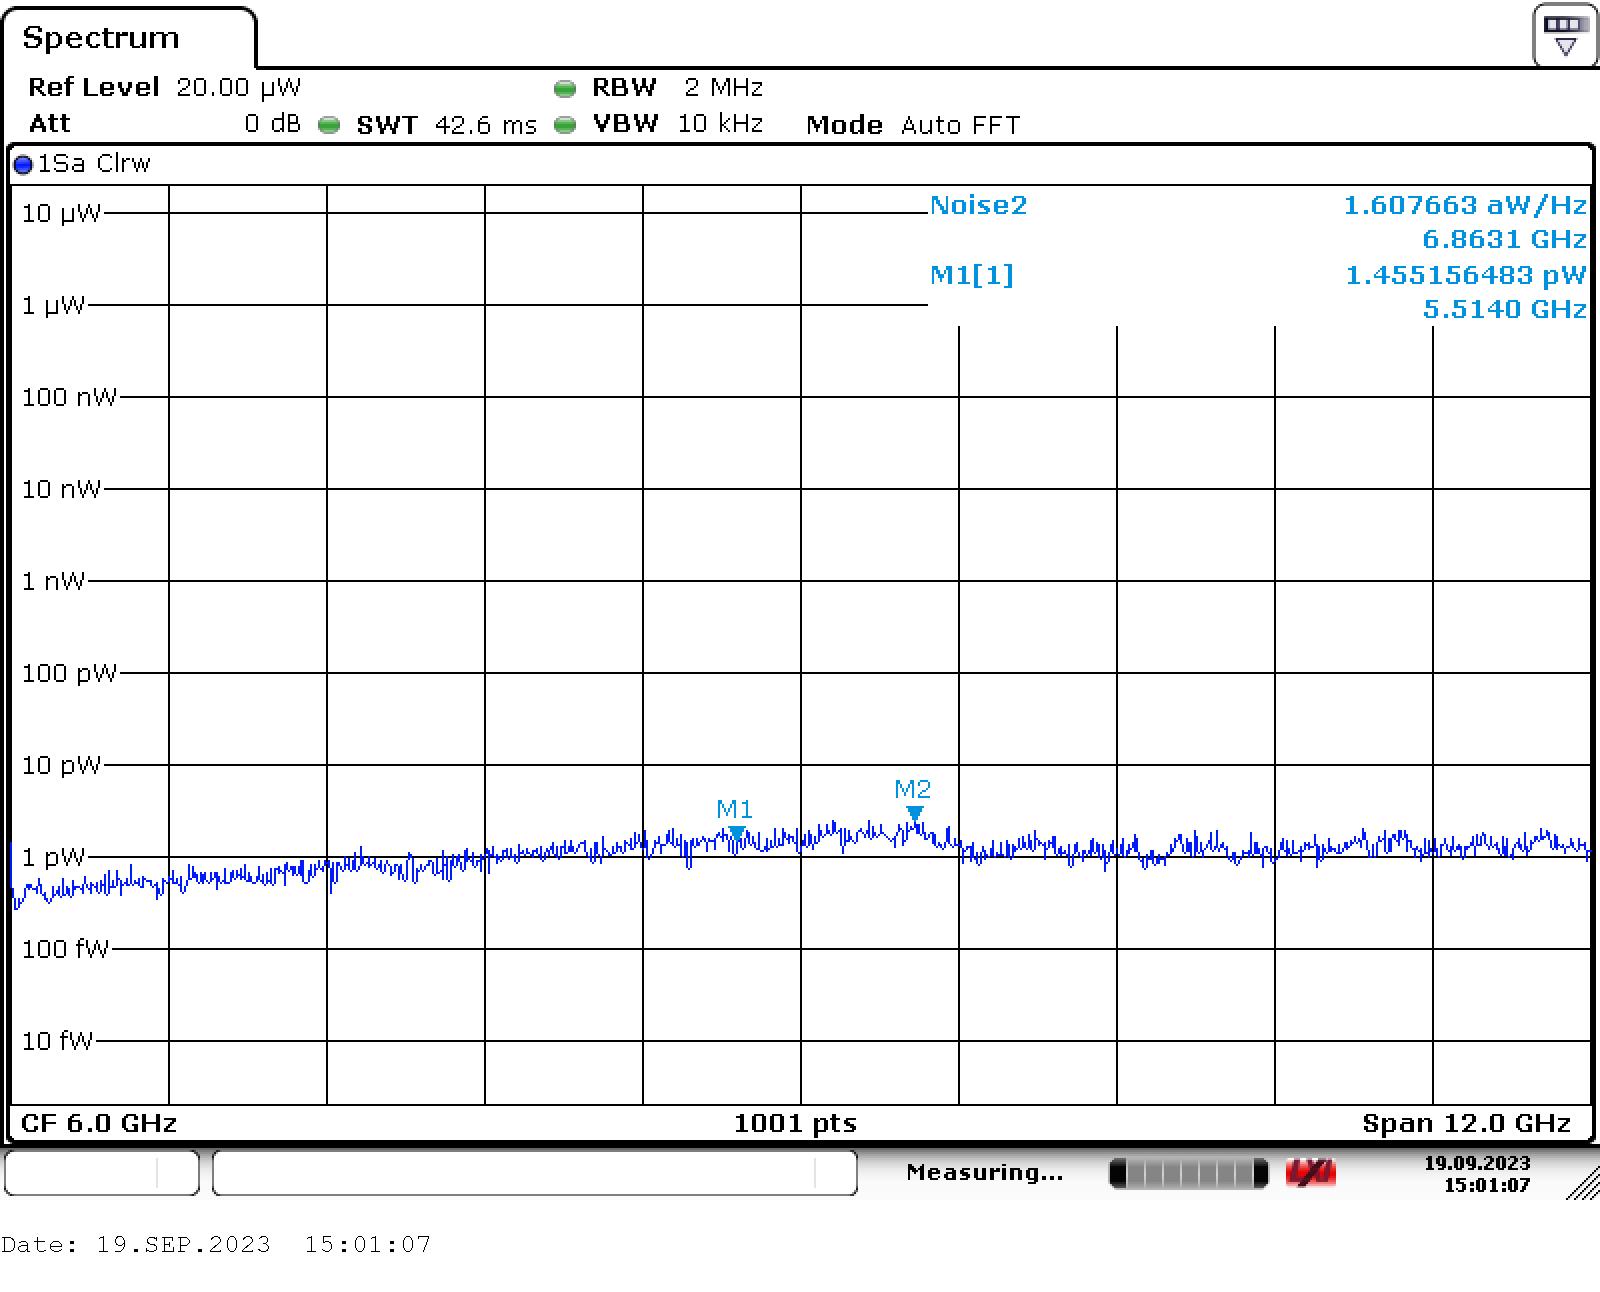 Spectrum
Ref Level 20.00 µW RBW 2 MHz
Att 0 dB SWT 42.6 ms VBW 10 kHz Mode Auto FFT
1Sa Clrw
Noise2 1.607663 aW/Hz
6.8631 GHz
M1[1] 1.455156483 pW
5.5140 GHz
10 µW
1 µW
100 nW
10 nW
1 nW
100 pW
10 pW
M2
M1
1 pW
100 fW
10 fW
CF 6.0 GHz 1001 pts Span 12.0 GHz
Measuring... LXI 19.09.2023
15:01:07
Date: 19.SEP.2023 15:01:07